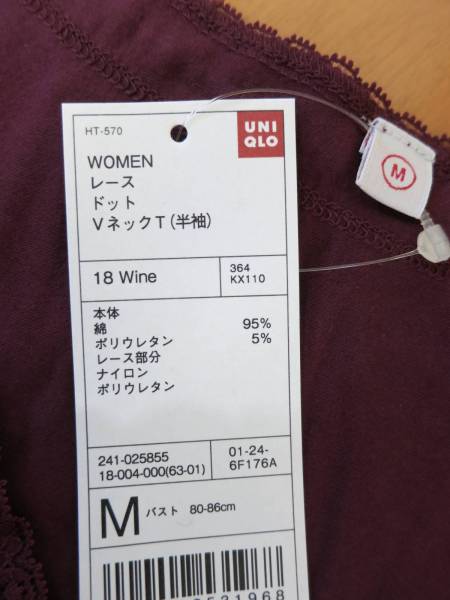 HT-570
UNI
QLO
WOMEN
レース
ドット
VネックT(半袖)
18 Wine
364
KX110
本体
綿 95%
ポリウレタン 5%
レース部分
ナイロン
ポリウレタン
241-025855
18-004-000(63-01)
01-24-
6F176A
M バスト 80-86cm
M